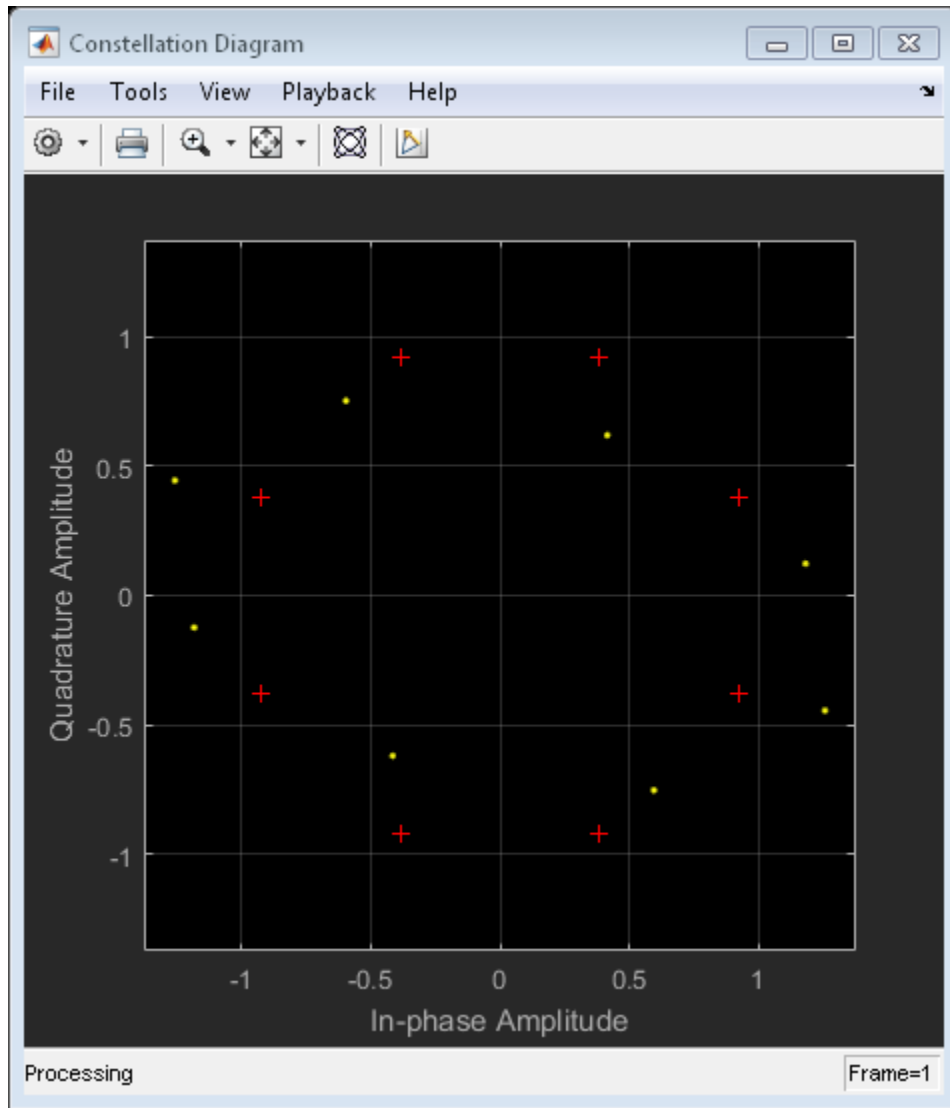 Constellation Diagram
File Tools View Playback Help
1
0.5
0
-0.5
-1
Quadrature Amplitude
-1 -0.5 0 0.5 1
In-phase Amplitude
Processing Frame=1